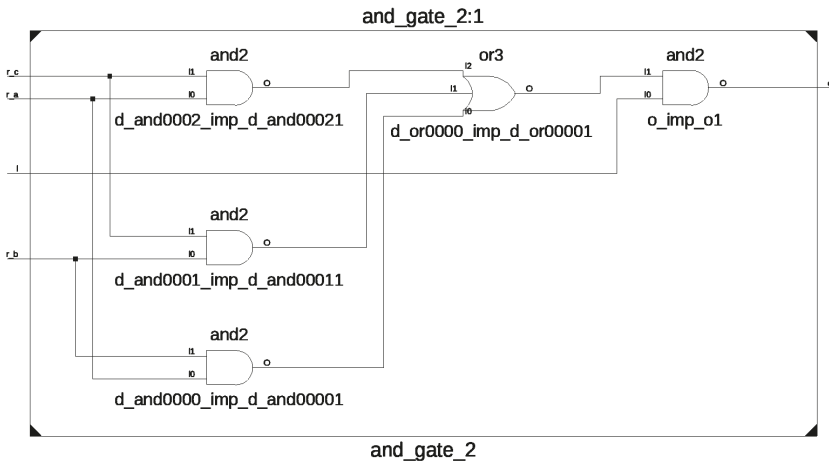 and_gate_2:1
and2
or3
and2
r_c
I1
O
I2
I1
O
I1
O
o
r_a
I0
I0
I0
d_and0002_imp_d_and00021
d_or0000_imp_d_or00001
o_imp_o1
i
and2
I1
O
r_b
I0
d_and0001_imp_d_and00011
and2
I1
O
I0
d_and0000_imp_d_and00001
and_gate_2